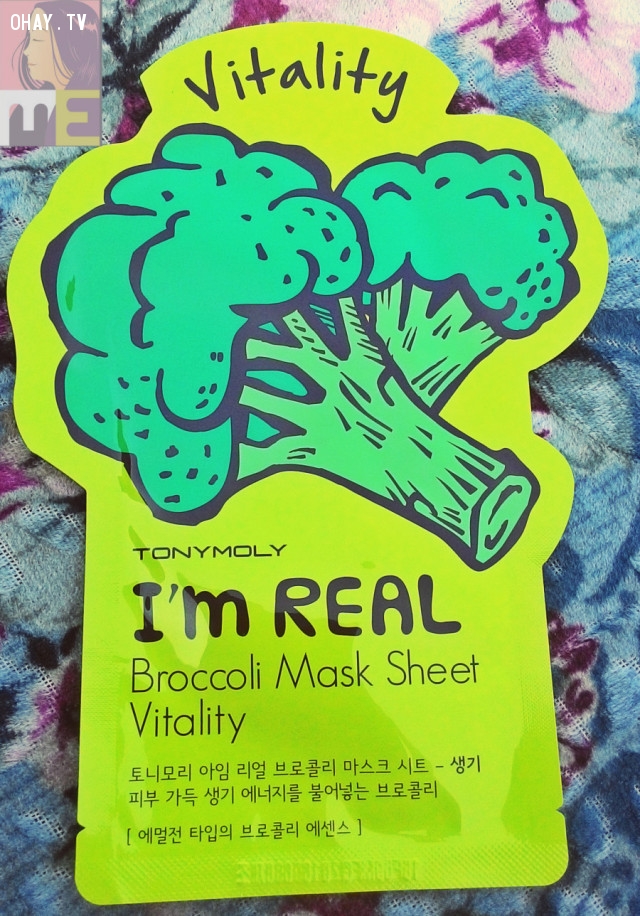 OHAY.TV
ME
Vitality
TONYMOLY
I'm REAL
Broccoli Mask Sheet
Vitality
토니모리 아임 리얼 브로콜리 마스크 시트 - 생기
피부 가득 생기 에너지를 불어넣는 브로콜리
[ 에멀전 타입의 브로콜리 에센스 ]